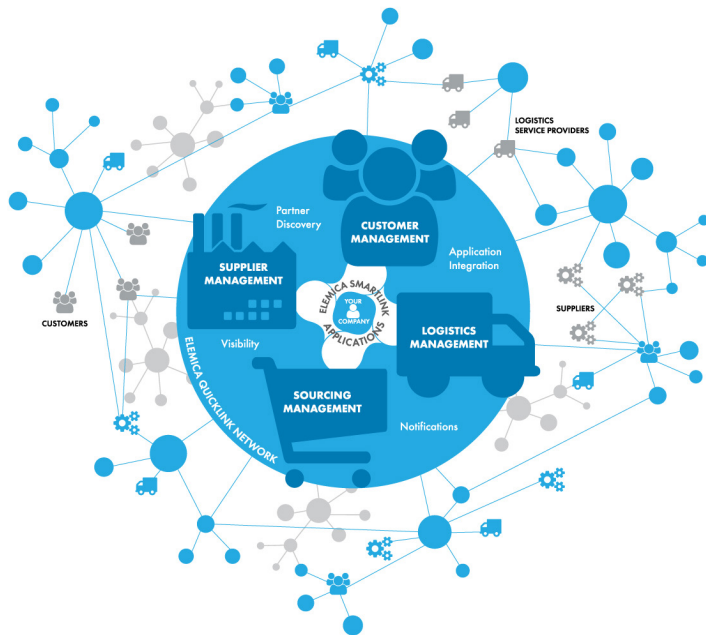 LOGISTICS
SERVICE PROVIDERS
Partner
Discovery
CUSTOMER
MANAGEMENT
Application
Integration
SUPPLIER
MANAGEMENT
ELEMICA SMARTLINK
APPLICATIONS
YOUR
COMPANY
SUPPLIERS
CUSTOMERS
LOGISTICS
MANAGEMENT
Visibility
SOURCING
MANAGEMENT
Notifications
ELEMICA QUICKLINK NETWORK